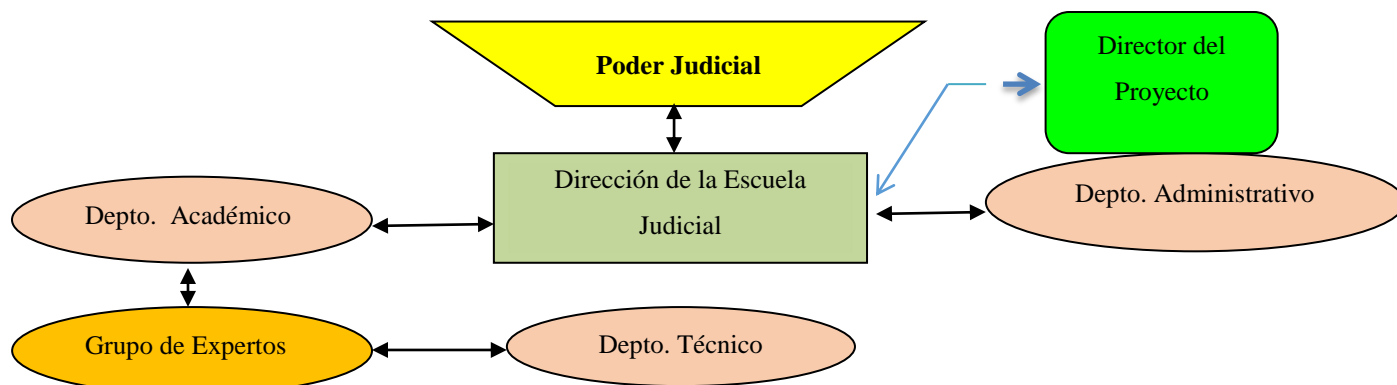 Poder Judicial
Director del
Proyecto
Dirección de la Escuela
Judicial
Depto. Administrativo
Depto. Académico
Grupo de Expertos
Depto. Técnico